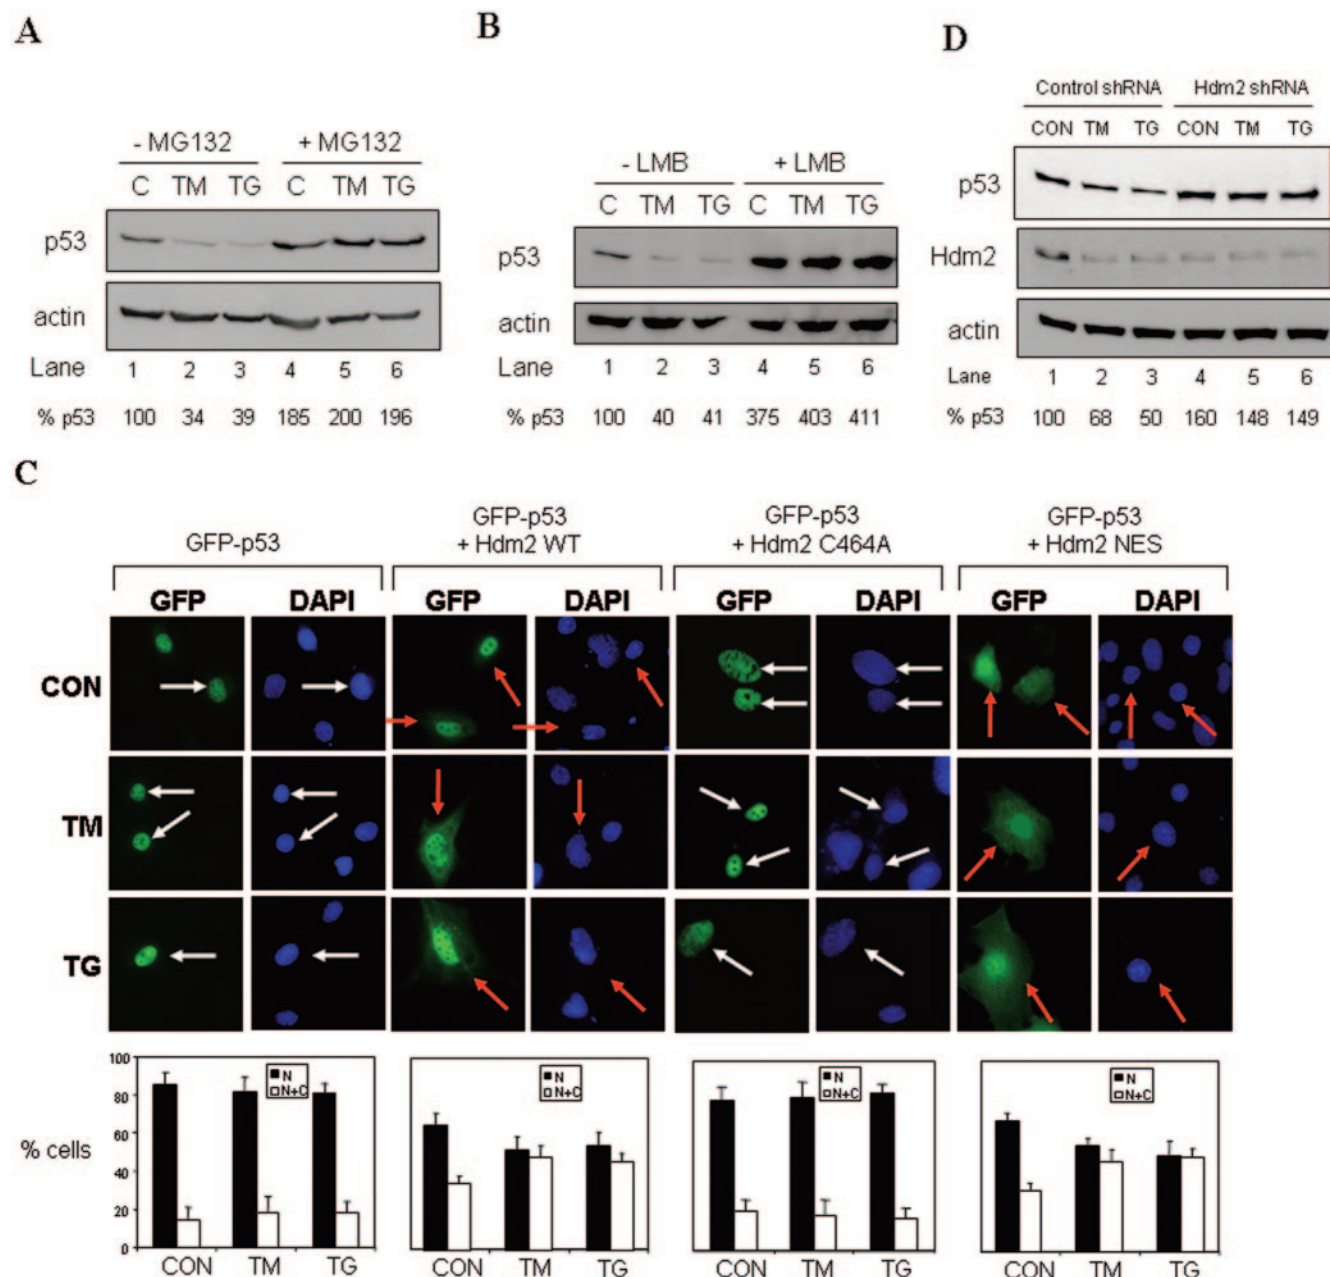 A
- MG132 + MG132
C TM TG C TM TG
p53
actin
Lane 1 2 3 4 5 6
% p53 100 34 39 185 200 196
B
- LMB + LMB
C TM TG C TM TG
p53
actin
Lane 1 2 3 4 5 6
% p53 100 40 41 375 403 411
D
Control shRNA Hdm2 shRNA
CON TM TG CON TM TG
p53
Hdm2
actin
Lane 1 2 3 4 5 6
% p53 100 68 50 160 148 149
C
GFP-p53
GFP-p53
+ Hdm2 WT
GFP-p53
+ Hdm2 C464A
GFP-p53
+ Hdm2 NES
GFP DAPI GFP DAPI GFP DAPI GFP DAPI
CON
TM
TG
% cells
100
80
60
40
20
0
N
N+C
N
N+C
N
N+C
N
N+C
CON TM TG CON TM TG CON TM TG CON TM TG